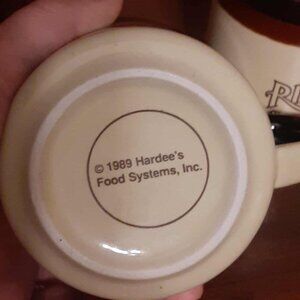 © 1989 Hardee's
Food Systems, Inc.